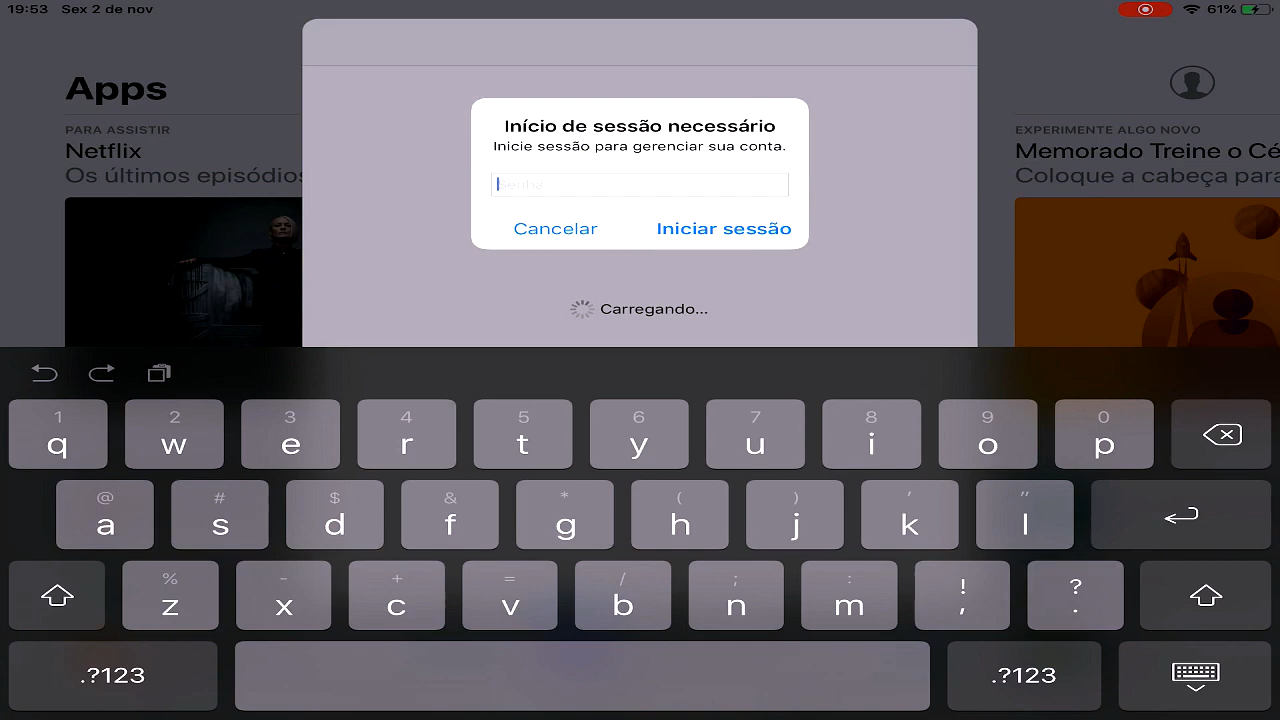 19:53 Sex 2 de nov
61%
Apps
PARA ASSISTIR
Netflix
Os últimos episódios
EXPERIMENTE ALGO NOVO
Memorado Treine o Cé
Coloque a cabeça para
Início de sessão necessário
Inicie sessão para gerenciar sua conta.
Senha
Cancelar Iniciar sessão
Carregando...
1 2 3 4 5 6 7 8 9 0
q w e r t y u i o p
@ # $ & * ( ) ' "
a s d f g h j k l
% - + = / ; : ! ?
z x c v b n m , .
.?123 .?123